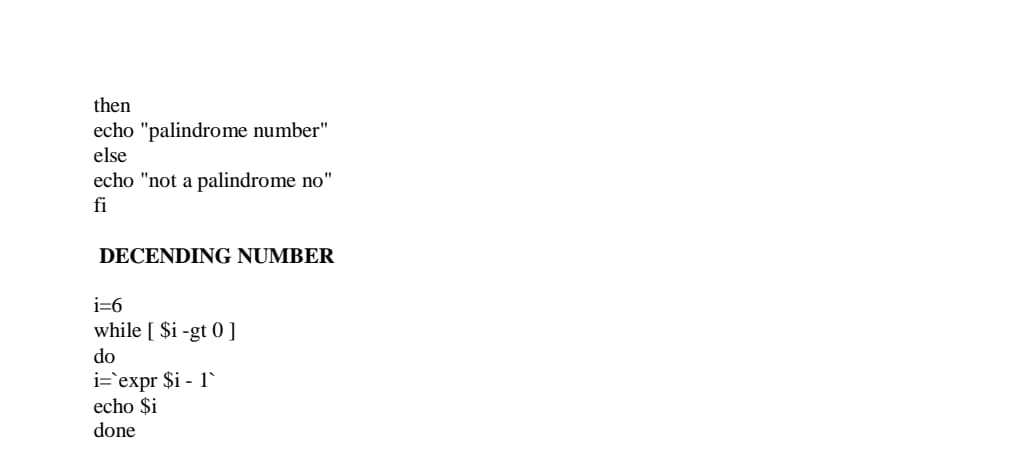 then
echo "palindrome number"
else
echo "not a palindrome no"
fi
DECENDING NUMBER
i=6
while [ $i -gt 0 ]
do
i=`expr $i - 1`
echo $i
done